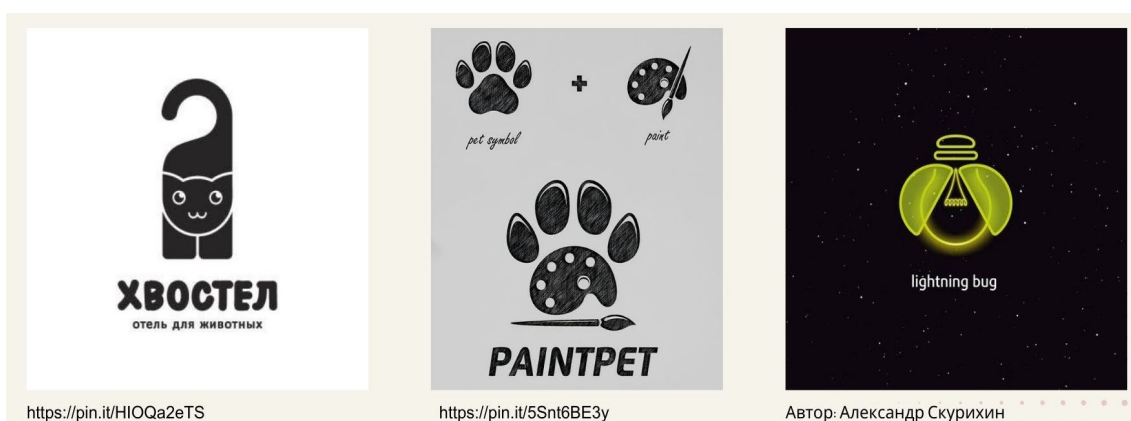 ХВОСТЕЛ
отель для животных
https://pin.it/HIOQa2eTS
pet symbol
+
paint
PAINTPET
https://pin.it/5Snt6BE3y
lightning bug
Автор: Александр Скурихин